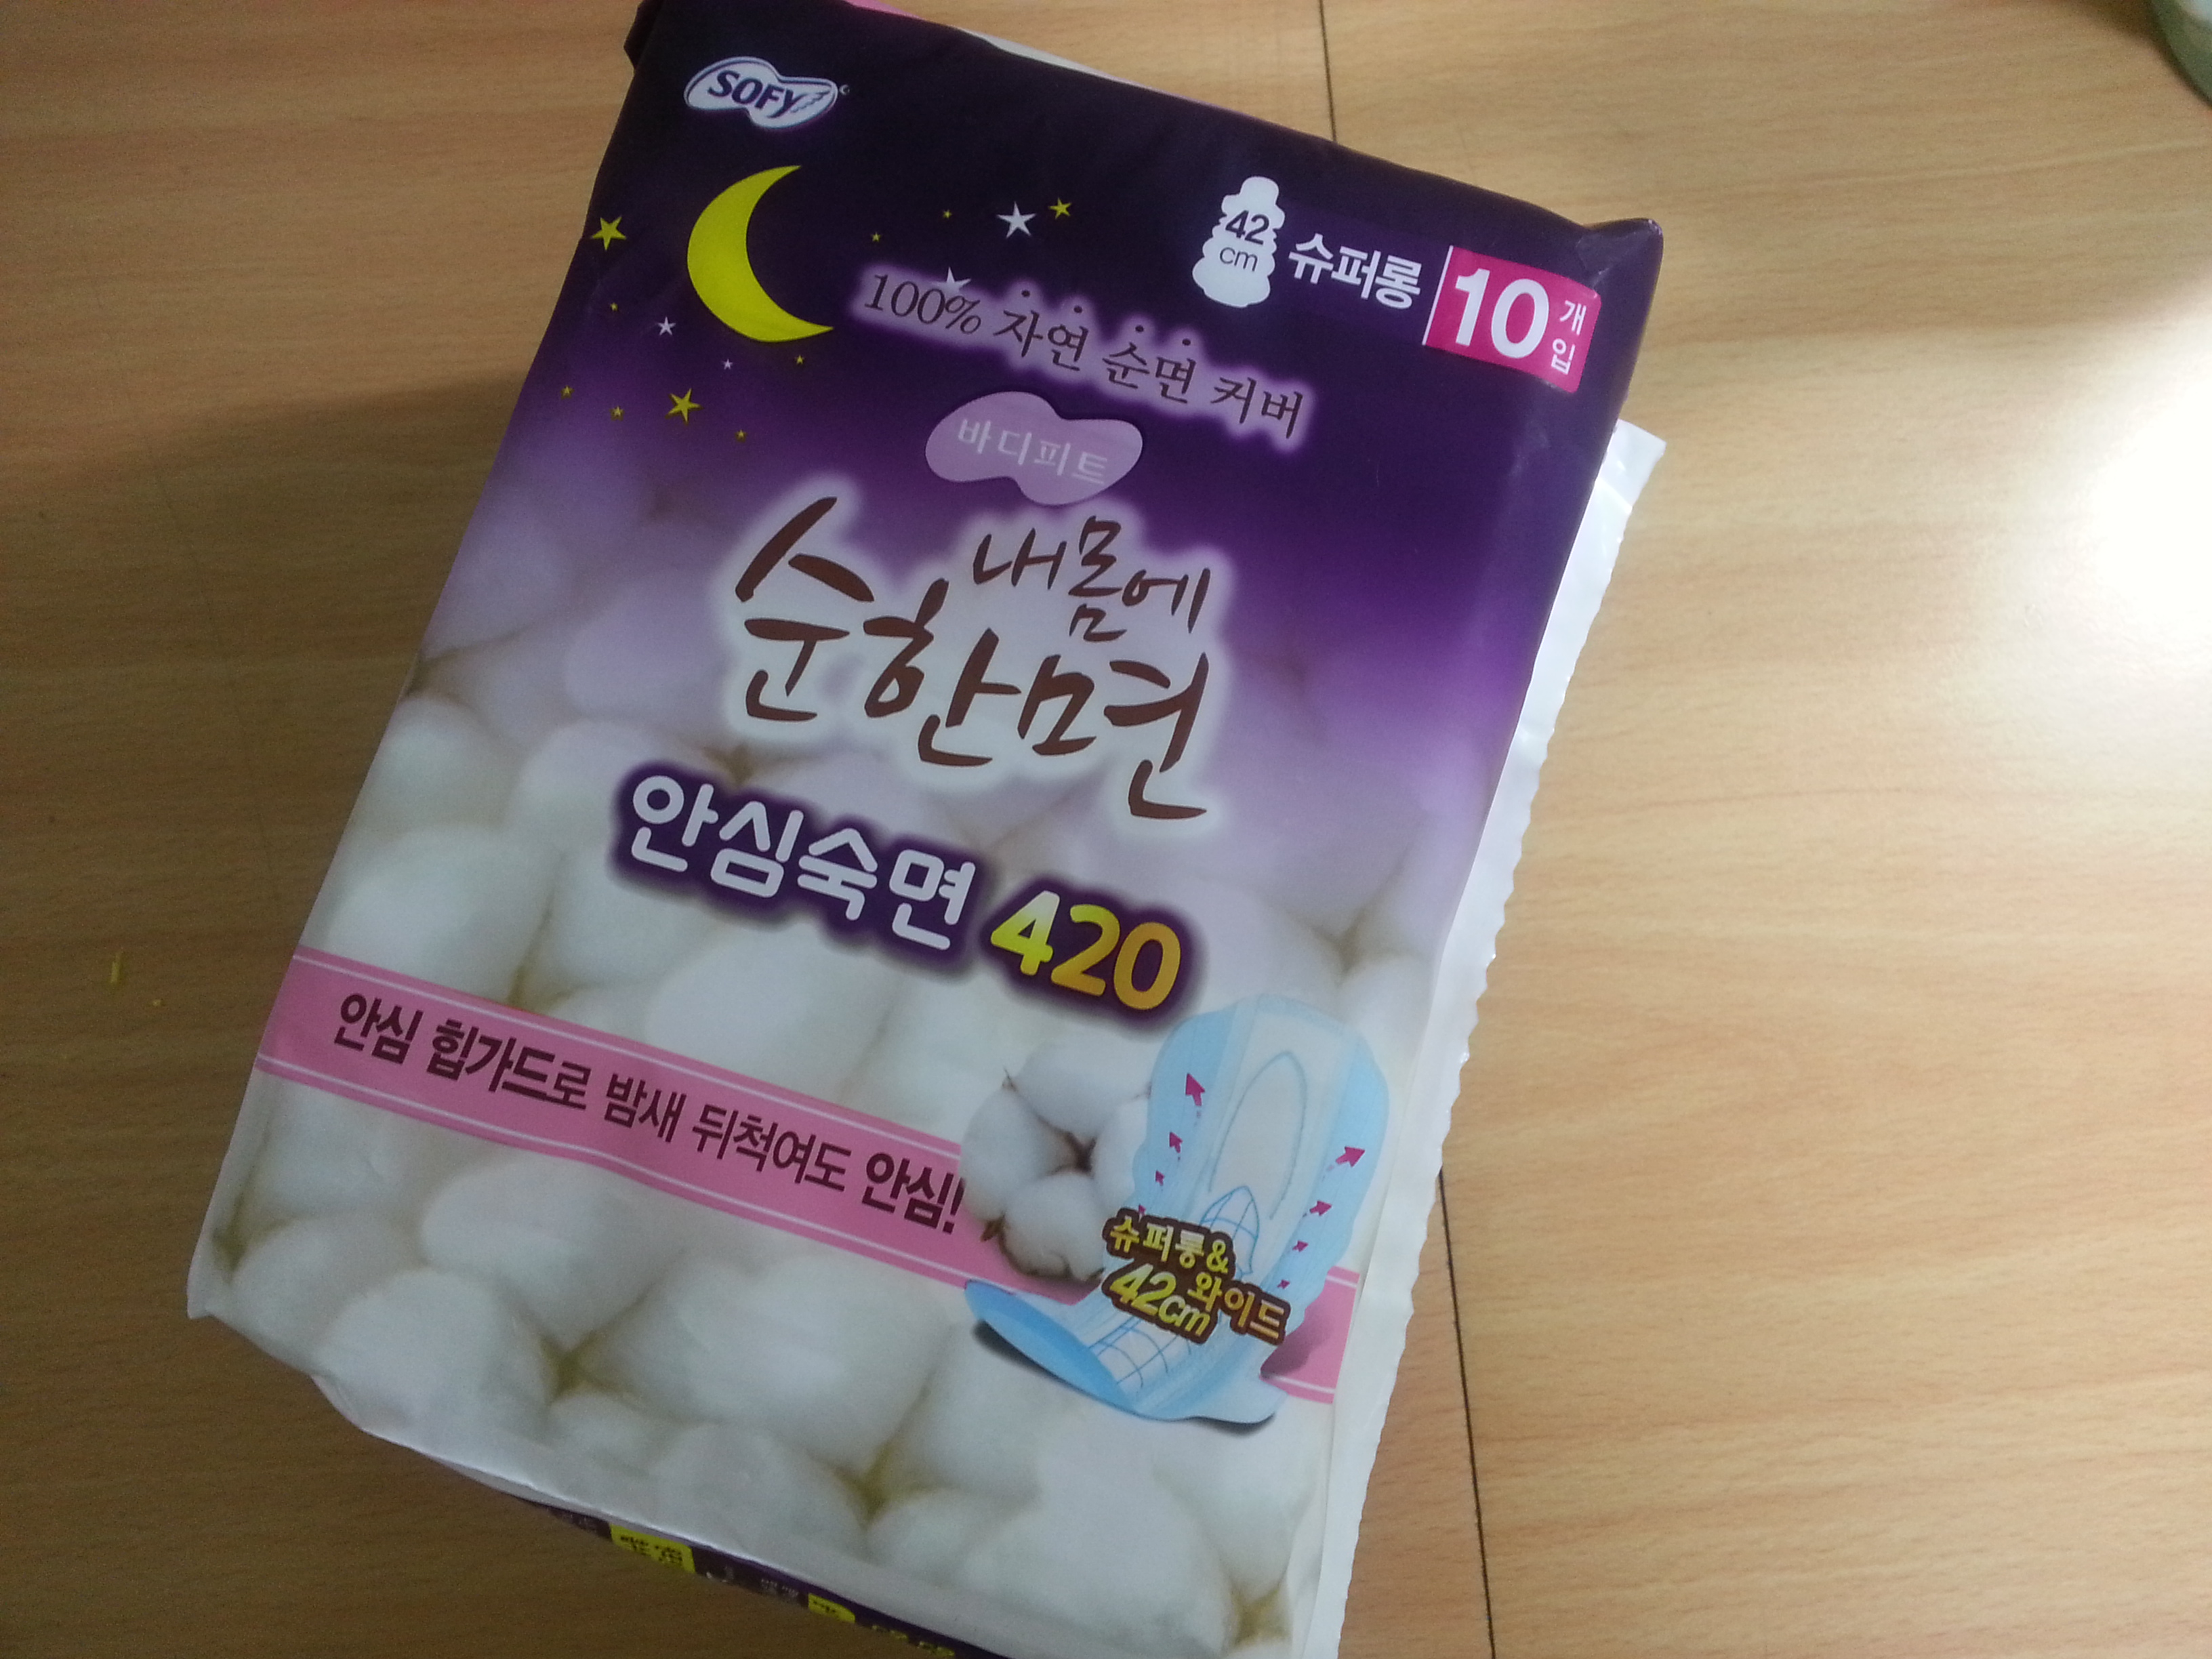 SOFY
42
cm
슈퍼롱
10
개
입
100% 자연 순면 커버
바디피트
내몸에
순한면
안심숙면 420
안심 힙가드로 밤새 뒤척여도 안심!
슈퍼롱&
와이드
42cm